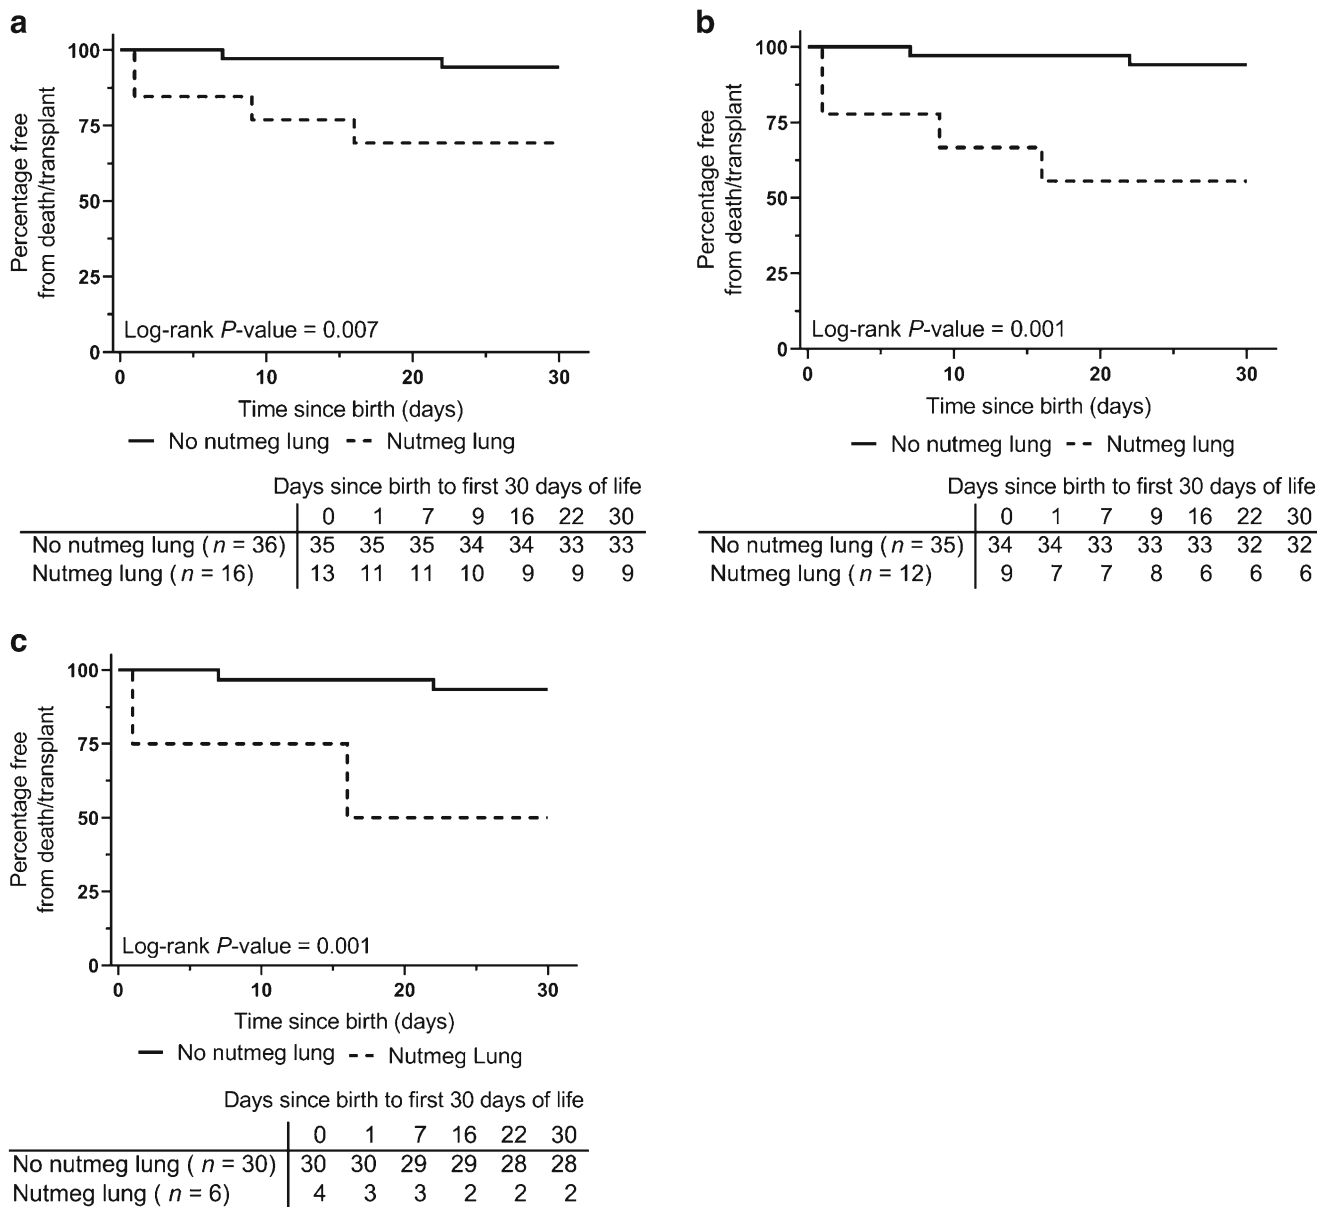 a
100
75
50
25
0
Percentage free
from death/transplant
Log-rank P-value = 0.007
0 10 20 30
Time since birth (days)
No nutmeg lung Nutmeg lung
Days since birth to first 30 days of life
0 1 7 9 16 22 30
No nutmeg lung ( n = 36) 35 35 35 34 34 33 33
Nutmeg lung ( n = 16) 13 11 11 10 9 9 9
b
100
75
50
25
0
Percentage free
from death/transplant
Log-rank P-value = 0.001
0 10 20 30
Time since birth (days)
No nutmeg lung Nutmeg lung
Days since birth to first 30 days of life
0 1 7 9 16 22 30
No nutmeg lung ( n = 35) 34 34 33 33 33 32 32
Nutmeg lung ( n = 12) 9 7 7 8 6 6 6
c
100
75
50
25
0
Percentage free
from death/transplant
Log-rank P-value = 0.001
0 10 20 30
Time since birth (days)
No nutmeg lung Nutmeg Lung
Days since birth to first 30 days of life
0 1 7 16 22 30
No nutmeg lung ( n = 30) 30 30 29 29 28 28
Nutmeg lung ( n = 6) 4 3 3 2 2 2